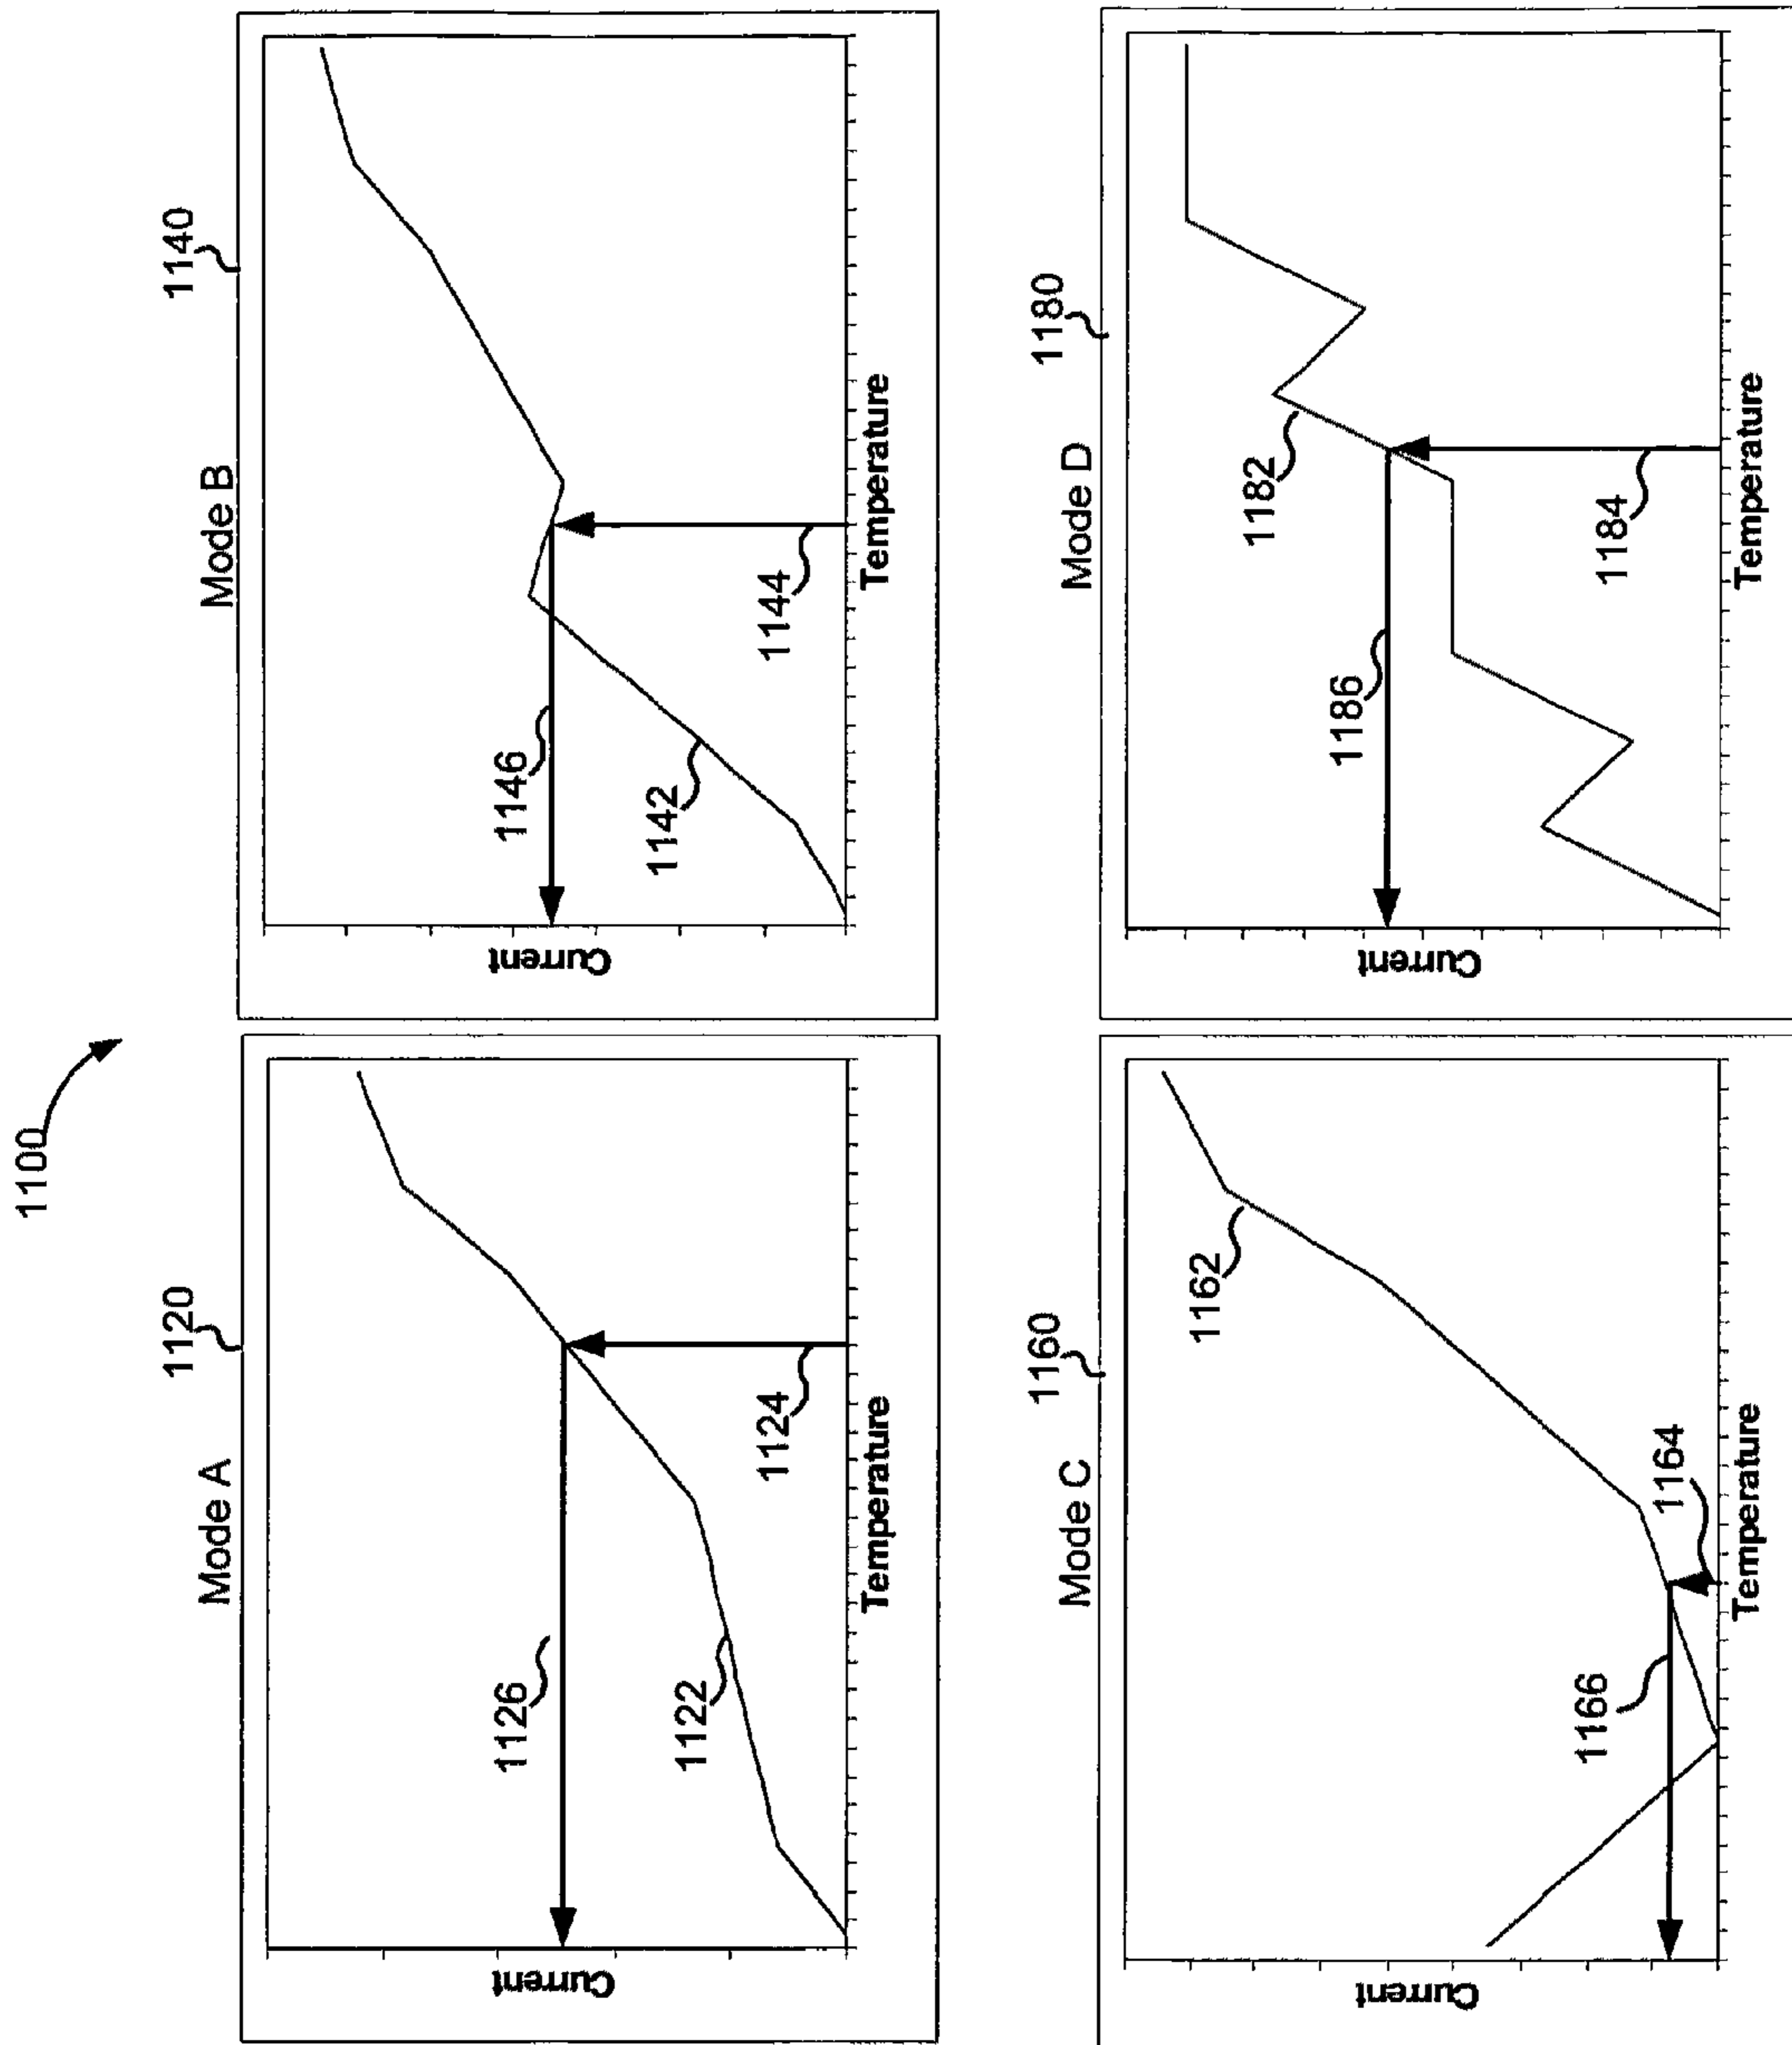 1100
1120
Mode A
Current
1126
1122
1124
Temperature
1140
Mode B
Current
1146
1142
1144
Temperature
1160
Mode C
1162
Current
1166
1164
Temperature
1180
Mode D
1182
Current
1186
1184
Temperature